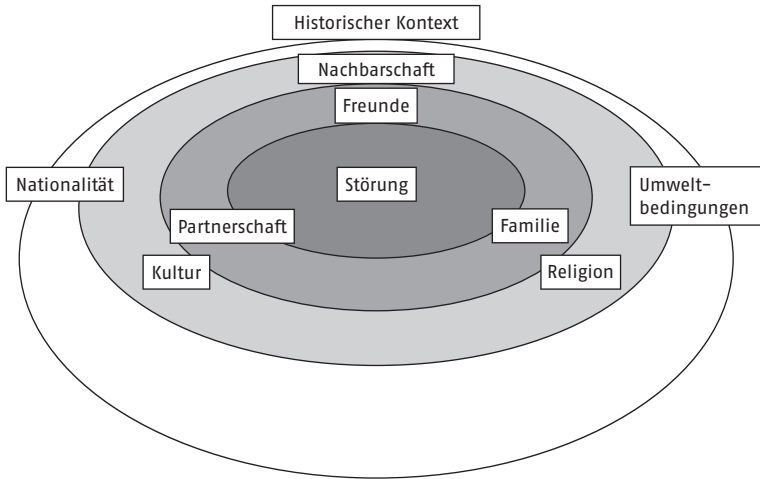 Historischer Kontext
Nachbarschaft
Freunde
Nationalität
Störung
Umwelt-
bedingungen
Partnerschaft
Familie
Kultur
Religion